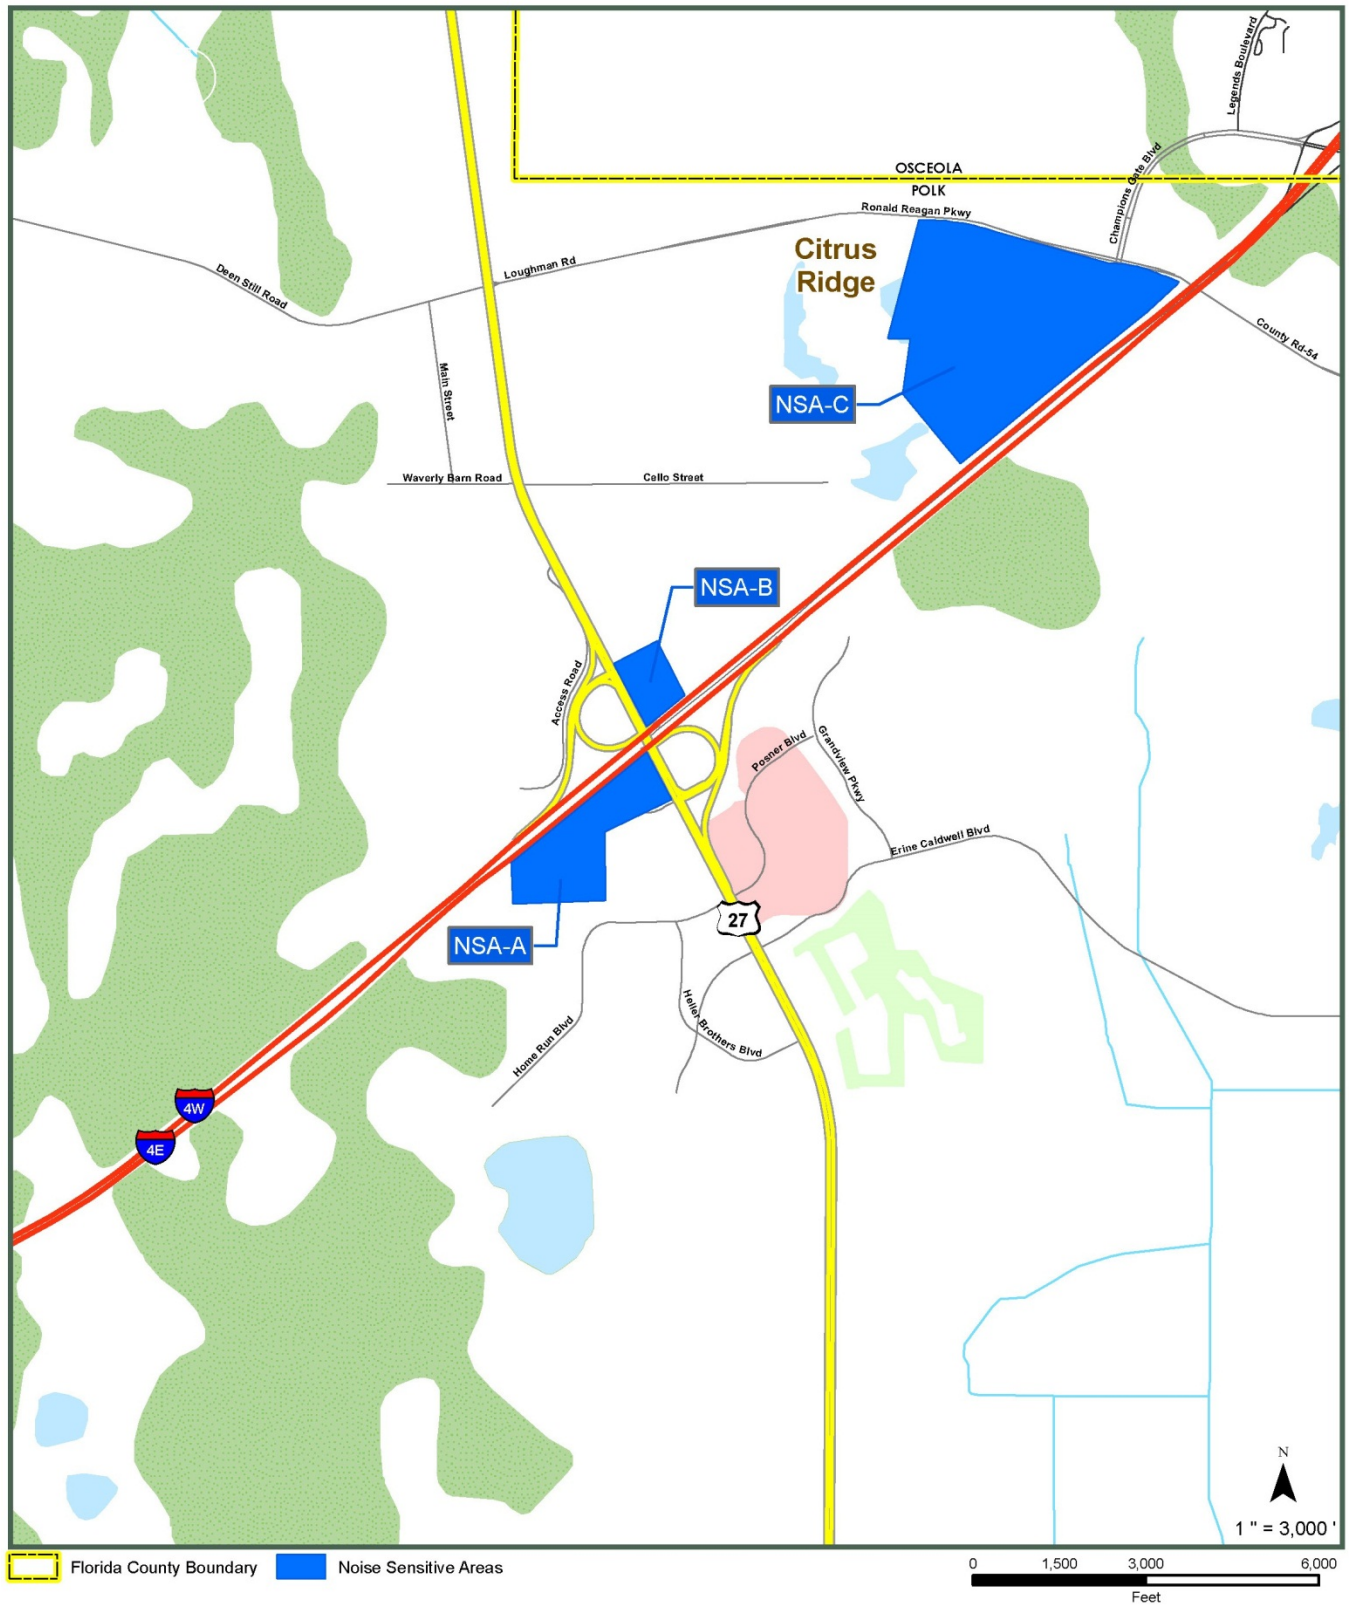 Legends Boulevard
Champions Gate Blvd
OSCEOLA
POLK
Ronald Reagan Pkwy
Citrus
Ridge
Loughman Rd
Deen Still Road
County Rd-54
Main Street
NSA-C
Waverly Barn Road
Cello Street
NSA-B
Access Road
Posner Blvd
Grandview Pkwy
Erine Caldwell Blvd
27
NSA-A
Heller Brothers Blvd
Home Run Blvd
4W
4E
N
1 " = 3,000 '
Florida County Boundary
Noise Sensitive Areas
0 1,500 3,000 6,000
Feet